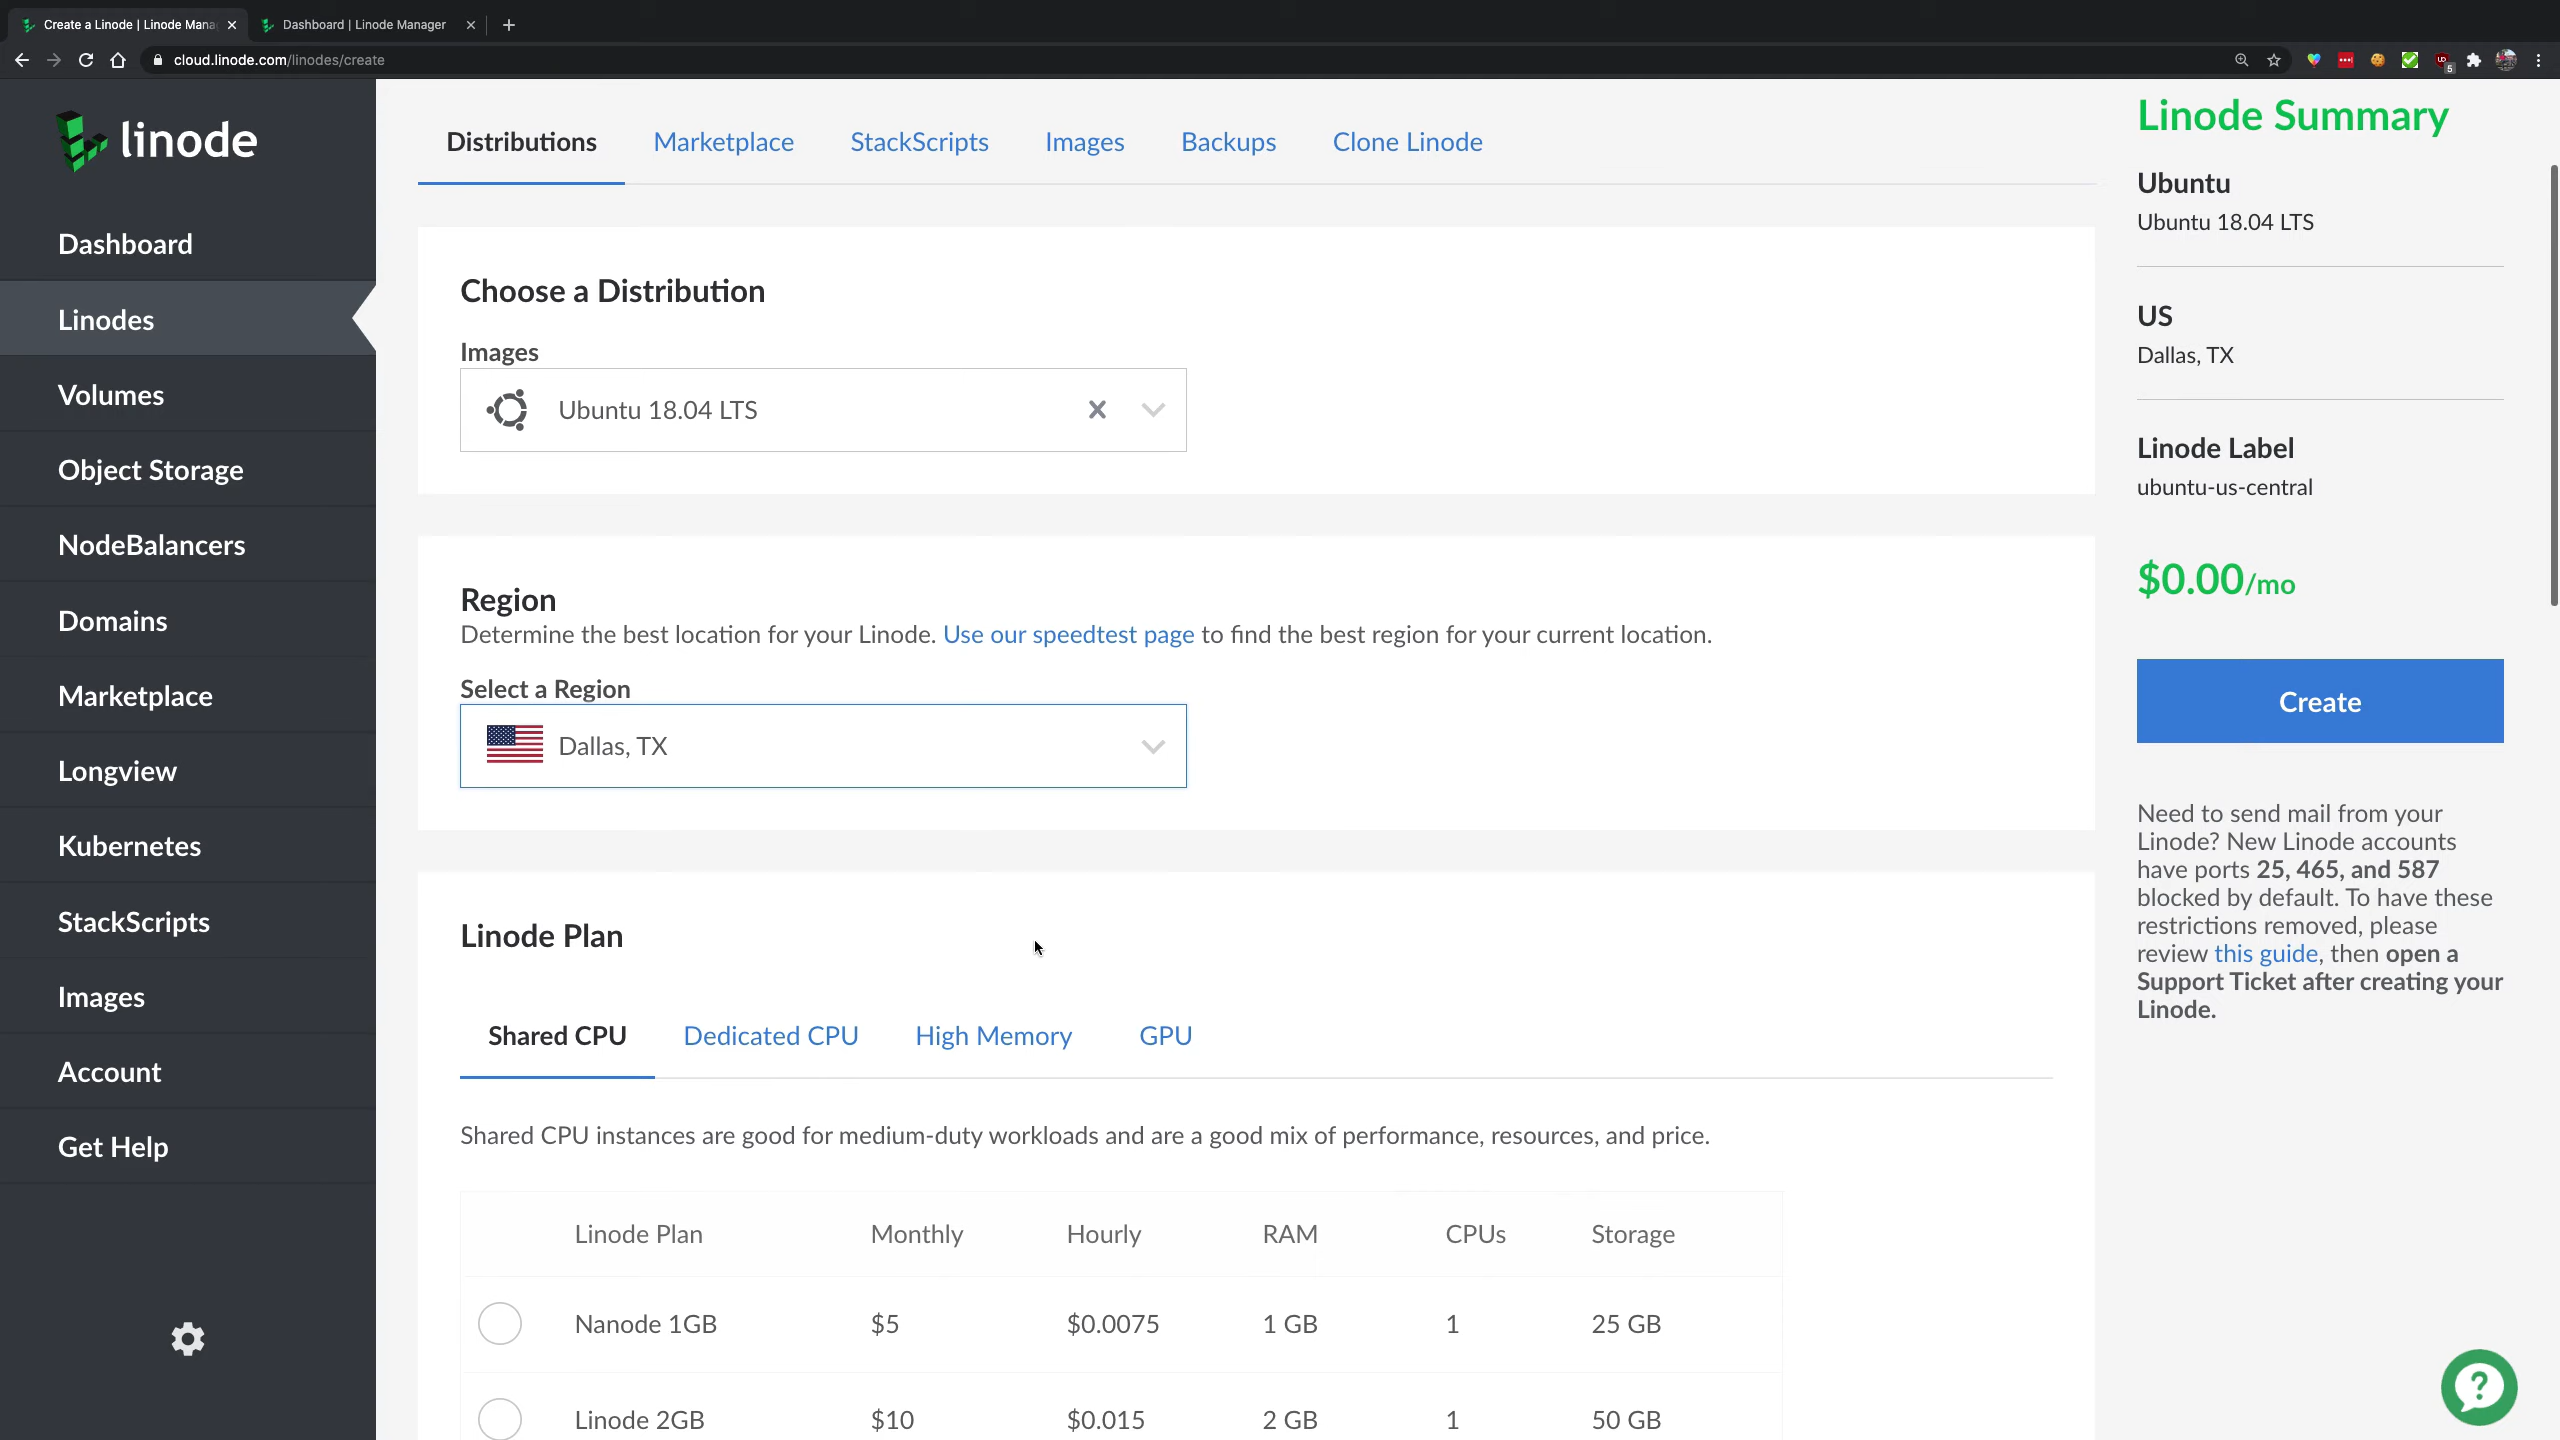 Create a Linode | Linode Mana
Dashboard | Linode Manager
cloud.linode.com/linodes/create
5
linode
Dashboard
Linodes
Volumes
Object Storage
NodeBalancers
Domains
Marketplace
Longview
Kubernetes
StackScripts
Images
Account
Get Help
Distributions
Marketplace
StackScripts
Images
Backups
Clone Linode
Choose a Distribution
Images
Ubuntu 18.04 LTS
Region
Determine the best location for your Linode. Use our speedtest page to find the best region for your current location.
Select a Region
Dallas, TX
Linode Plan
Shared CPU
Dedicated CPU
High Memory
GPU
Shared CPU instances are good for medium-duty workloads and are a good mix of performance, resources, and price.
Linode Plan Monthly Hourly RAM CPUs Storage
Nanode 1GB $5 $0.0075 1 GB 1 25 GB
Linode 2GB $10 $0.015 2 GB 1 50 GB
Linode Summary
Ubuntu
Ubuntu 18.04 LTS
US
Dallas, TX
Linode Label
ubuntu-us-central
$0.00/mo
Create
Need to send mail from your
Linode? New Linode accounts
have ports 25, 465, and 587
blocked by default. To have these
restrictions removed, please
review this guide, then open a
Support Ticket after creating your
Linode.